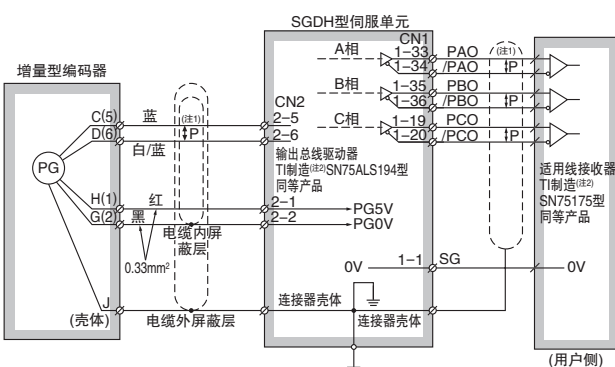 SGDH型伺服单元
增量型编码器
PG
C(5) 蓝
D(6) 白/蓝
H(1) 红
G(2) 黑
0.33mm²
J
(壳体)
(注1)
P
电缆内屏
蔽层
电缆外屏蔽层
CN2
2-5
2-6
输出总线驱动器
TI制造(注2)SN75ALS194型
同等产品
2-1 PG5V
2-2 PG0V
CN1
A相 1-33 PAO
1-34 /PAO
B相 1-35 PBO
1-36 /PBO
C相 1-19 PCO
1-20 /PCO
(注1)
P
P
P
0V 1-1 SG 0V
连接器壳体
连接器壳体
适用线接收器
TI制造(注2)
SN75175型
同等产品
(用户侧)